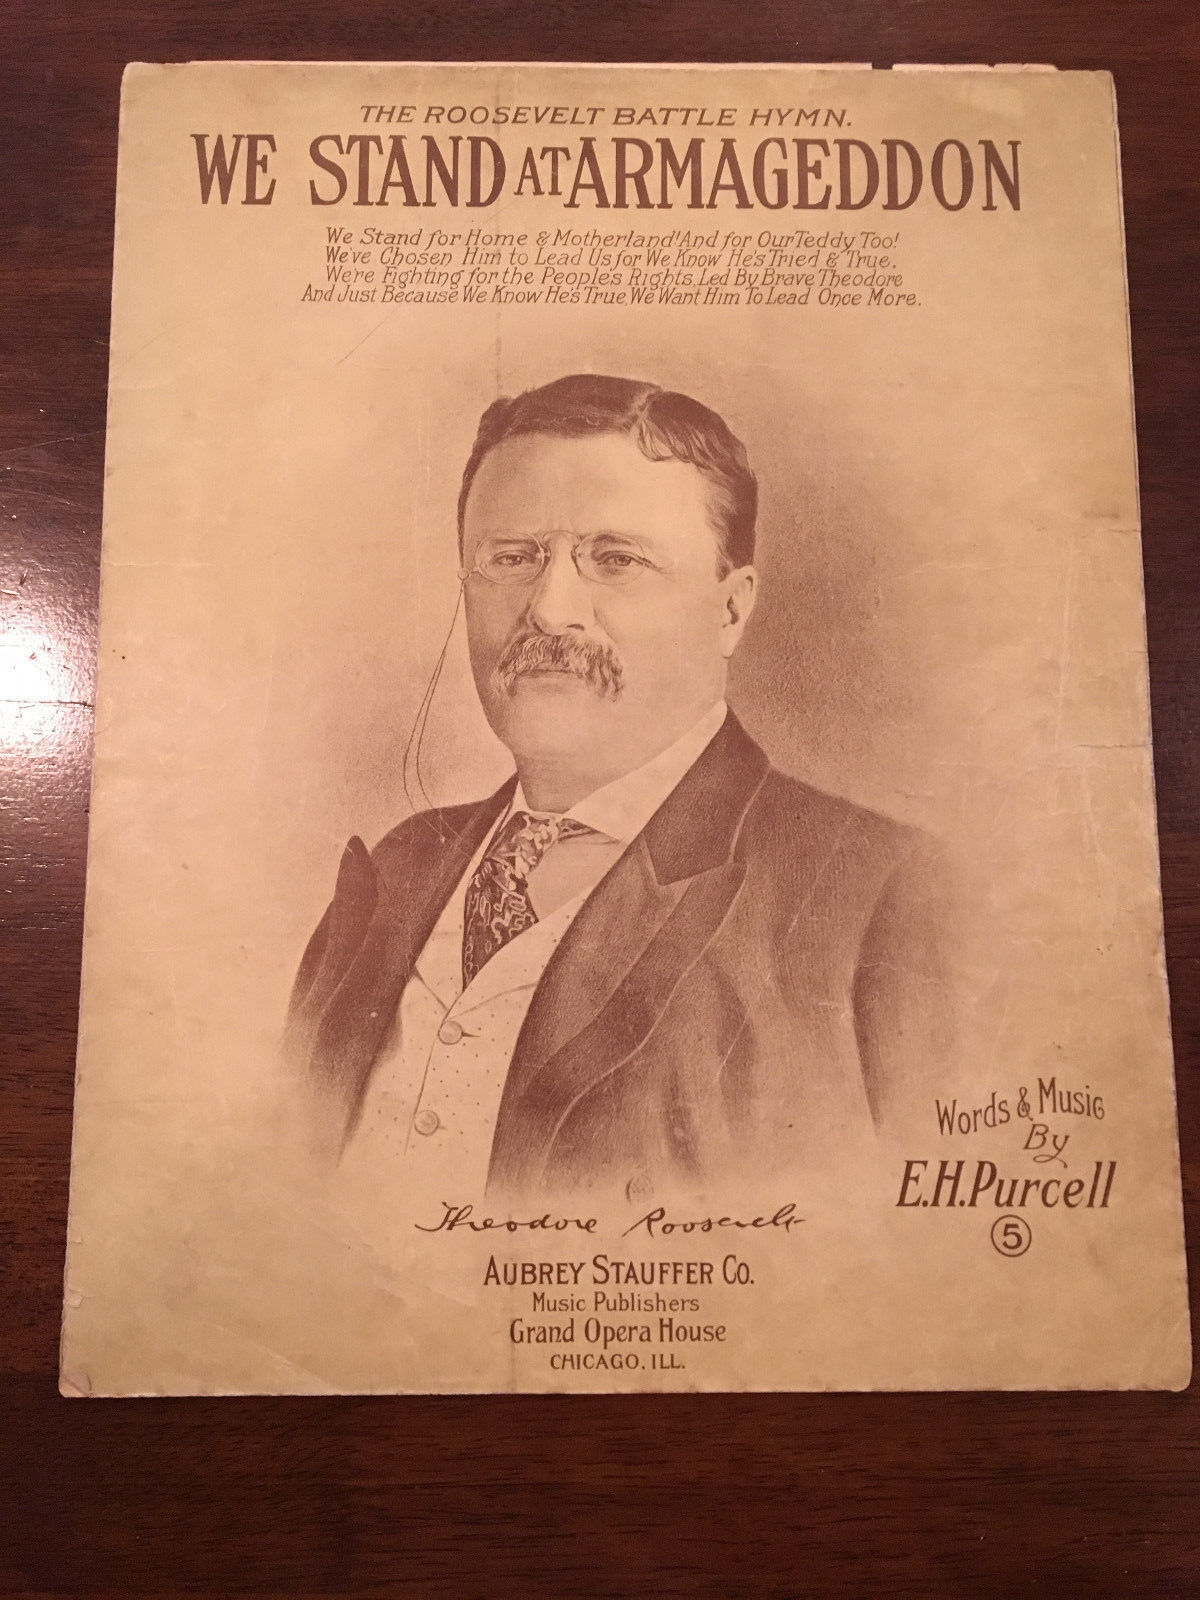 THE ROOSEVELT BATTLE HYMN.
WE STAND AT ARMAGEDDON
We Stand for Home & Motherland! And for Our Teddy Too!
We've Chosen Him to Lead Us for We Know He's Tried & True.
We're Fighting for the Peoples Rights, Led By Brave Theodore
And Just Because We Know He's True, We Want Him To Lead Once More.
Words & Music
By
E.H. Purcell
5
Theodore Roosevelt
AUBREY STAUFFER CO.
Music Publishers
Grand Opera House
CHICAGO, ILL.